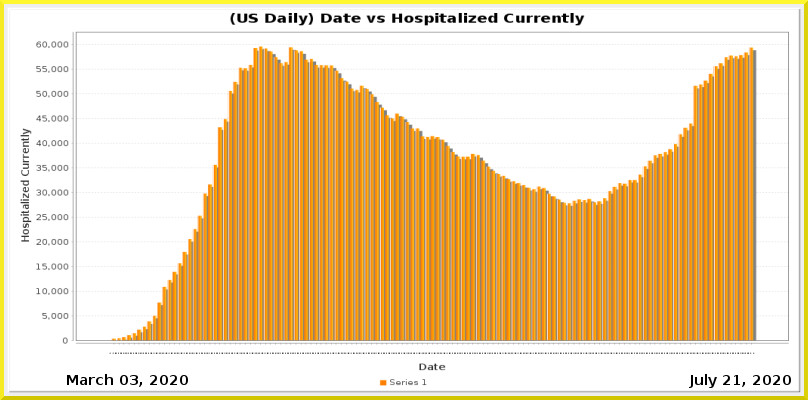 (US Daily) Date vs Hospitalized Currently
60,000
55,000
50,000
45,000
40,000
35,000
30,000
25,000
20,000
15,000
10,000
5,000
0
Hospitalized Currently
Date
March 03, 2020
Series 1
July 21, 2020